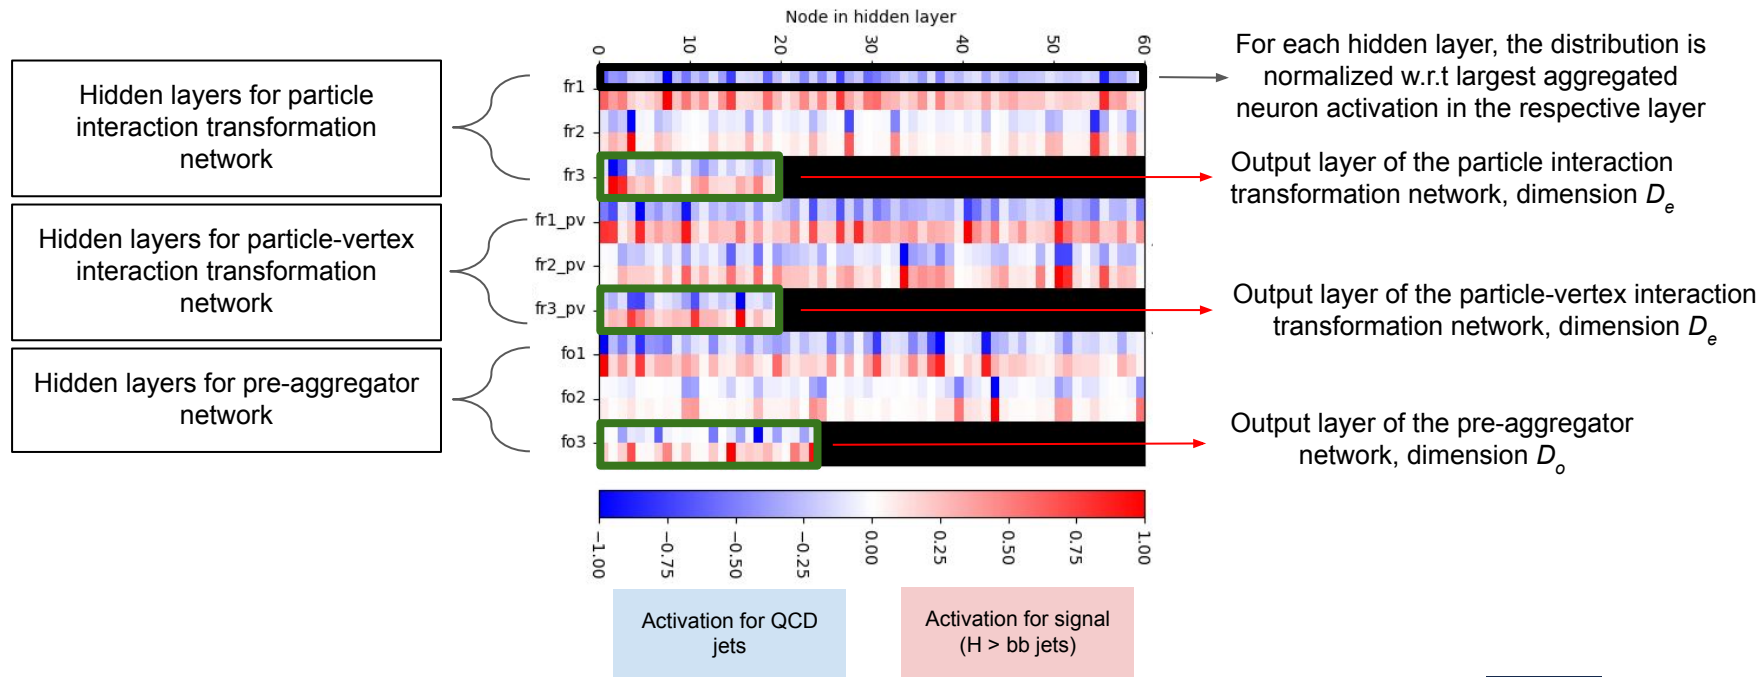 Node in hidden layer
0 10 20 30 40 50 60
Hidden layers for particle
interaction transformation
network
Hidden layers for particle-vertex
interaction transformation
network
Hidden layers for pre-aggregator
network
fr1
fr2
fr3
fr1_pv
fr2_pv
fr3_pv
fo1
fo2
fo3
For each hidden layer, the distribution is
normalized w.r.t largest aggregated
neuron activation in the respective layer
Output layer of the particle interaction
transformation network, dimension Dₑ
Output layer of the particle-vertex interaction
transformation network, dimension Dₑ
Output layer of the pre-aggregator
network, dimension Dₒ
−1.00 −0.75 −0.50 −0.25 0.00 0.25 0.50 0.75 1.00
Activation for QCD
jets
Activation for signal
(H > bb jets)